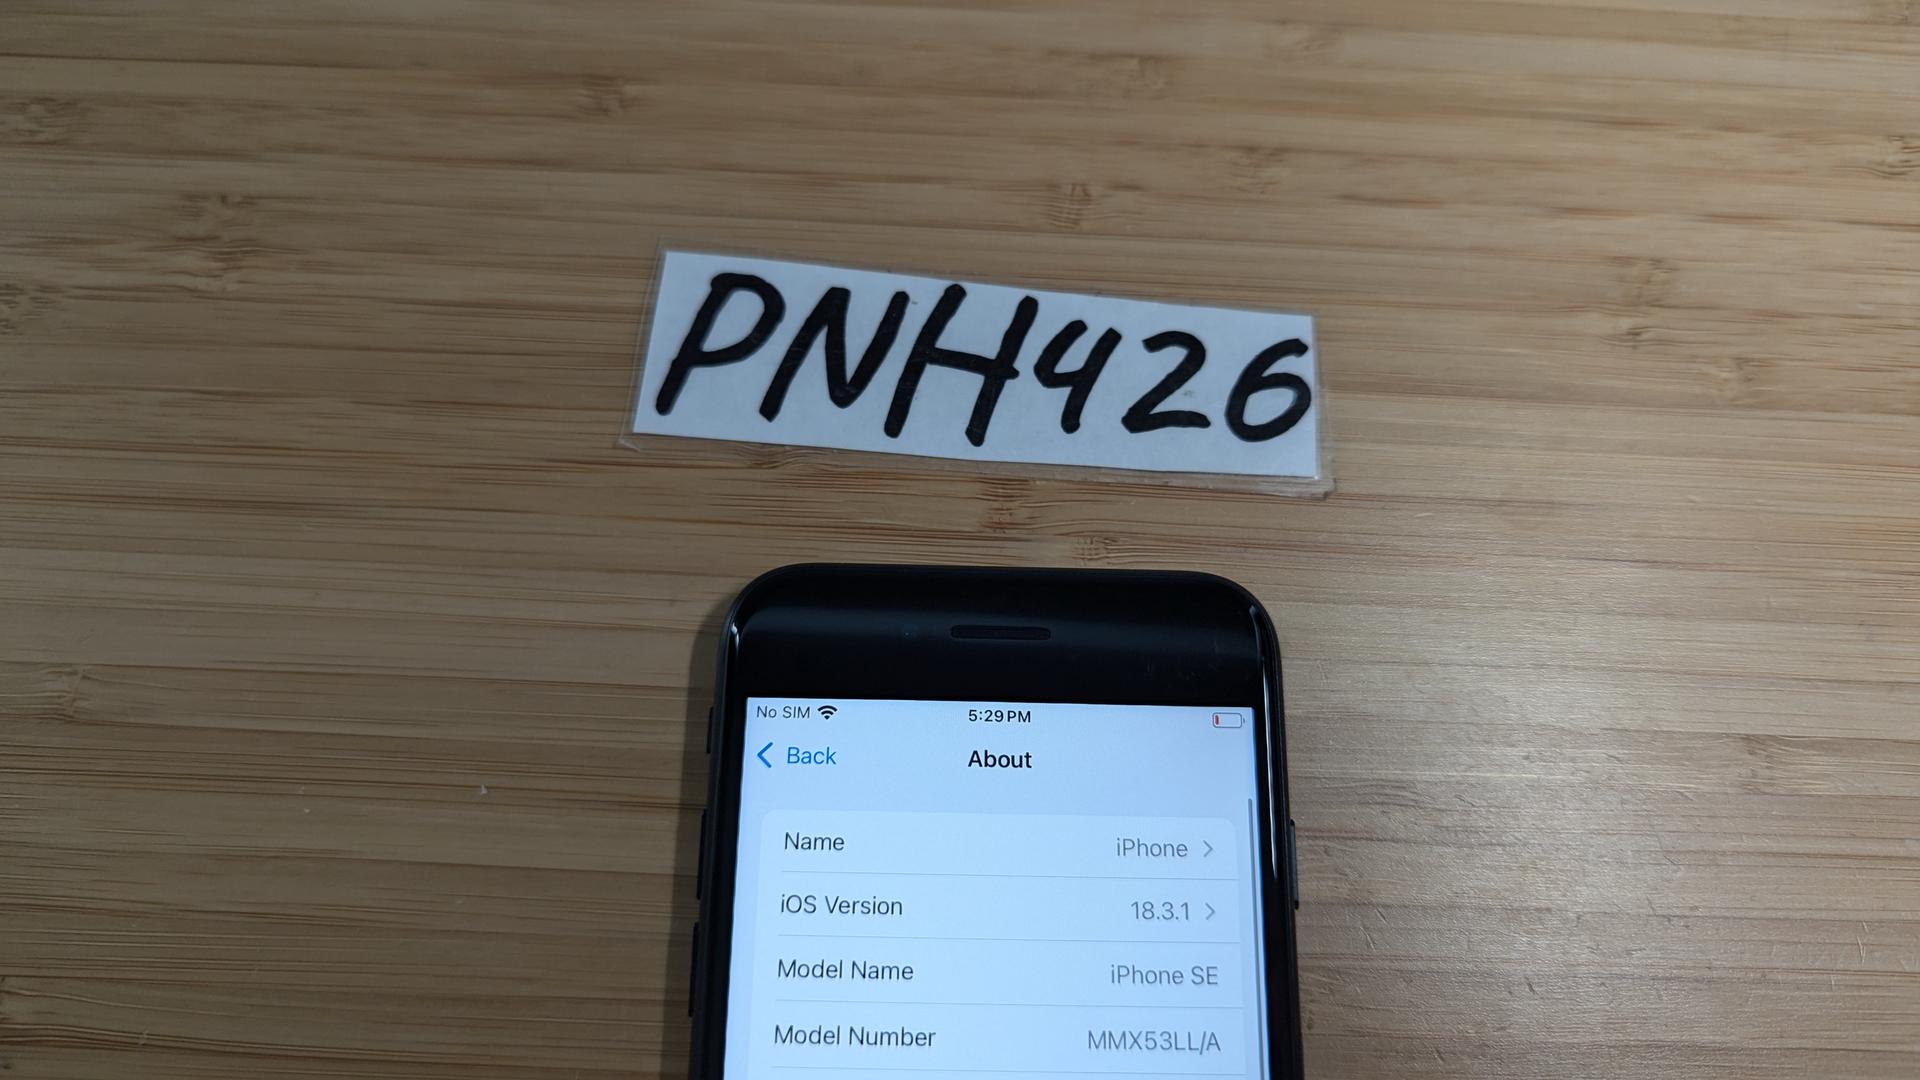 PNH426
No SIM 5:29 PM
Back About
Name iPhone
iOS Version 18.3.1
Model Name iPhone SE
Model Number MMX53LL/A